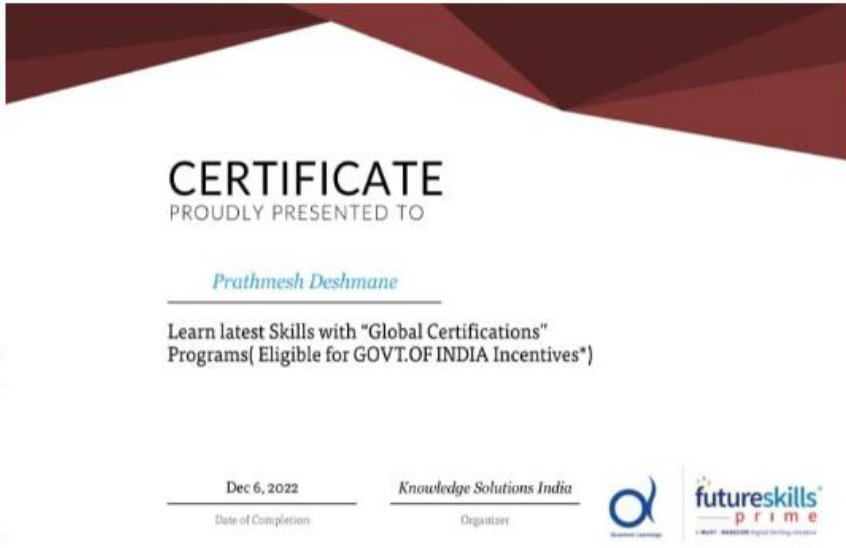 CERTIFICATE
PROUDLY PRESENTED TO
Prathmesh Deshmane
Learn latest Skills with "Global Certifications"
Programs( Eligible for GOVT.OF INDIA Incentives*)
Dec 6, 2022
Knowledge Solutions India
Date of Completion
Organizer
futureskills
prime